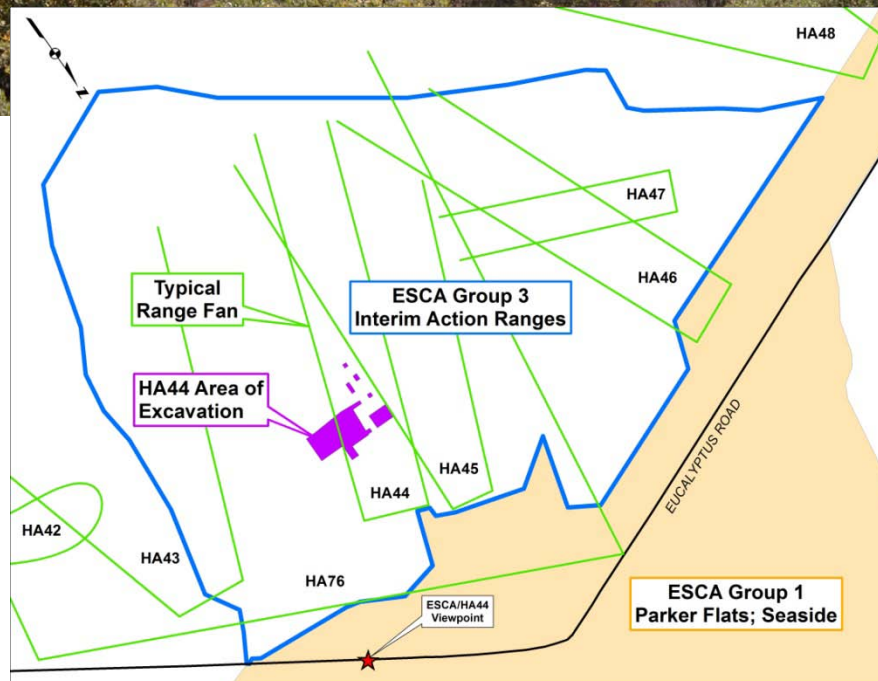 HA48
N
HA47
HA46
Typical
Range Fan
ESCA Group 3
Interim Action Ranges
HA44 Area of
Excavation
HA45
HA44
EUCALYPTUS ROAD
HA42
HA43
HA76
ESCA/HA44
Viewpoint
ESCA Group 1
Parker Flats; Seaside